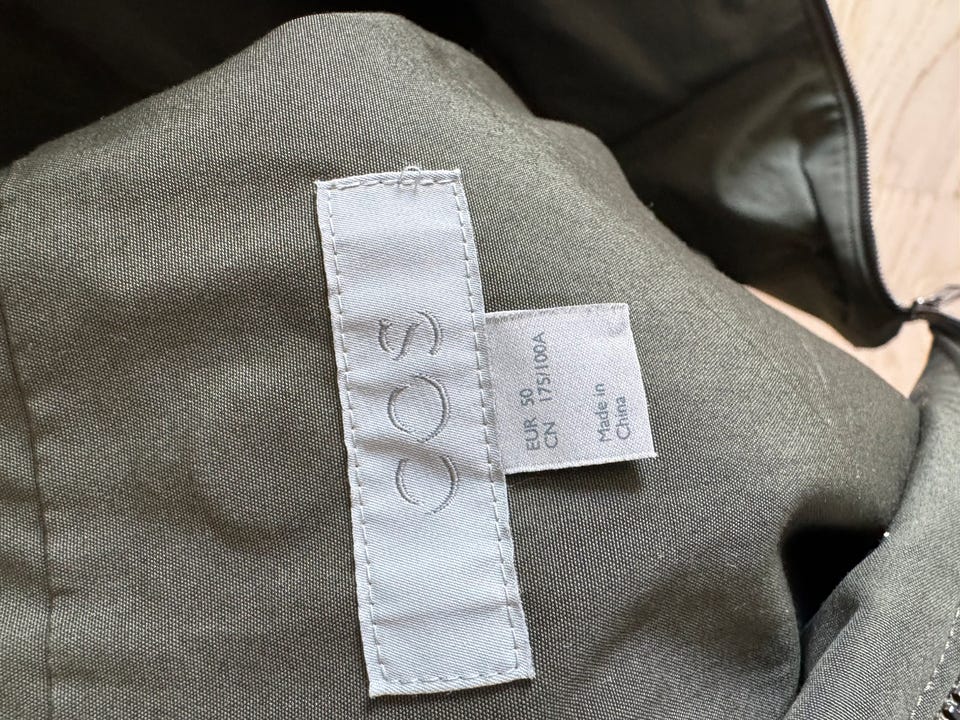 COS
EUR 50
CN 175/100A
Made in
China